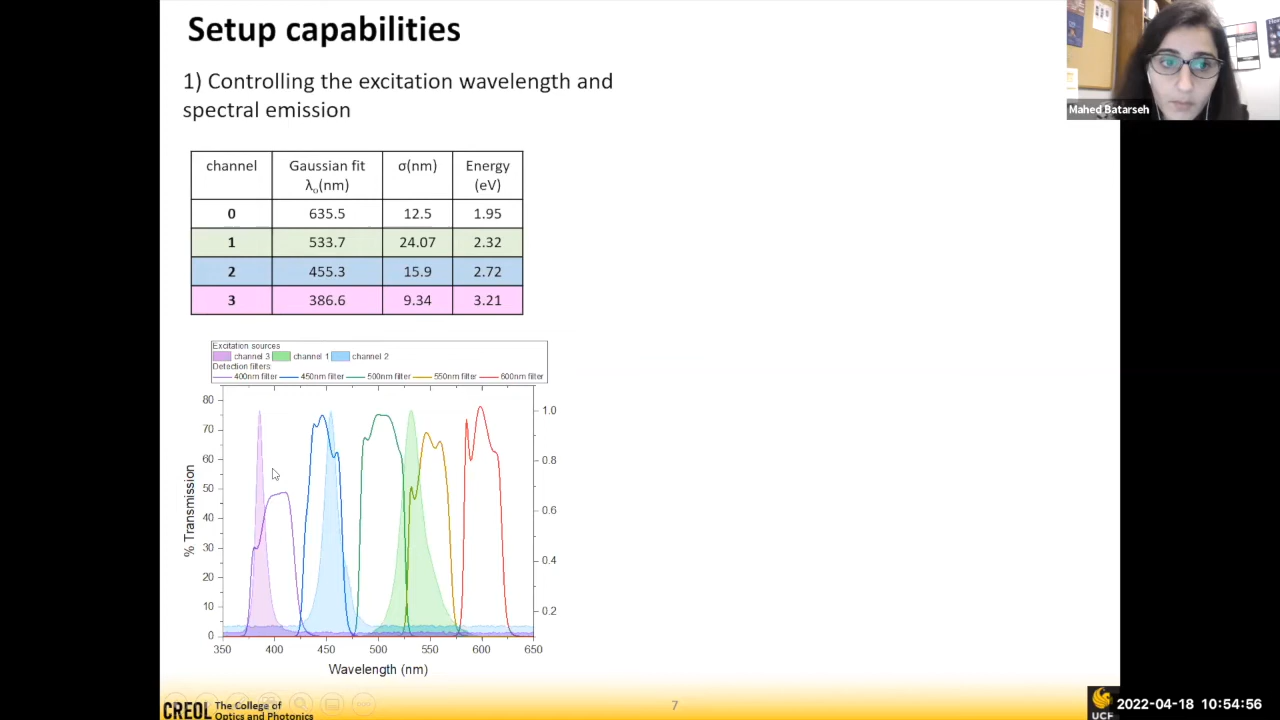 Setup capabilities
1) Controlling the excitation wavelength and
spectral emission
Mahed Batarseh
channel Gaussian fit λo(nm) σ(nm) Energy (eV)
0 635.5 12.5 1.95
1 533.7 24.07 2.32
2 455.3 15.9 2.72
3 386.6 9.34 3.21
Excitation sources
channel 3 channel 1 channel 2
Detection filters
400nm filter 450nm filter 500nm filter 550nm filter 600nm filter
80
70
60
50
40
30
20
10
0
% Transmission
1.0
0.8
0.6
0.4
0.2
350 400 450 500 550 600 650
Wavelength (nm)
CREOL The College of
Optics and Photonics
7
UCF
2022-04-18 10:54:56